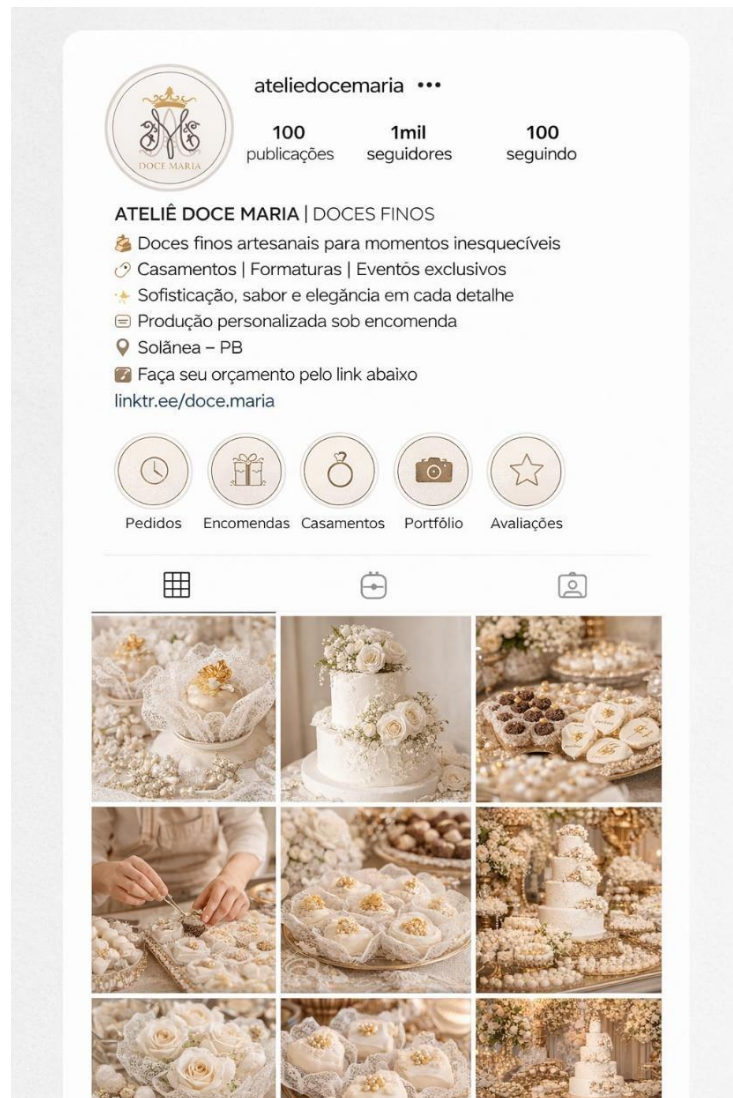 ateliedocemaria •••
100 1mil 100
publicações seguidores seguindo
DOCE MARIA
ATELIÊ DOCE MARIA | DOCES FINOS
Doces finos artesanais para momentos inesquecíveis
Casamentos | Formaturas | Eventós exclusivos
Sofisticação, sabor e elegância em cada detalhe
Produção personalizada sob encomenda
Solânea – PB
Faça seu orçamento pelo link abaixo
linktr.ee/doce.maria
Pedidos Encomendas Casamentos Portfôlio Avaliações